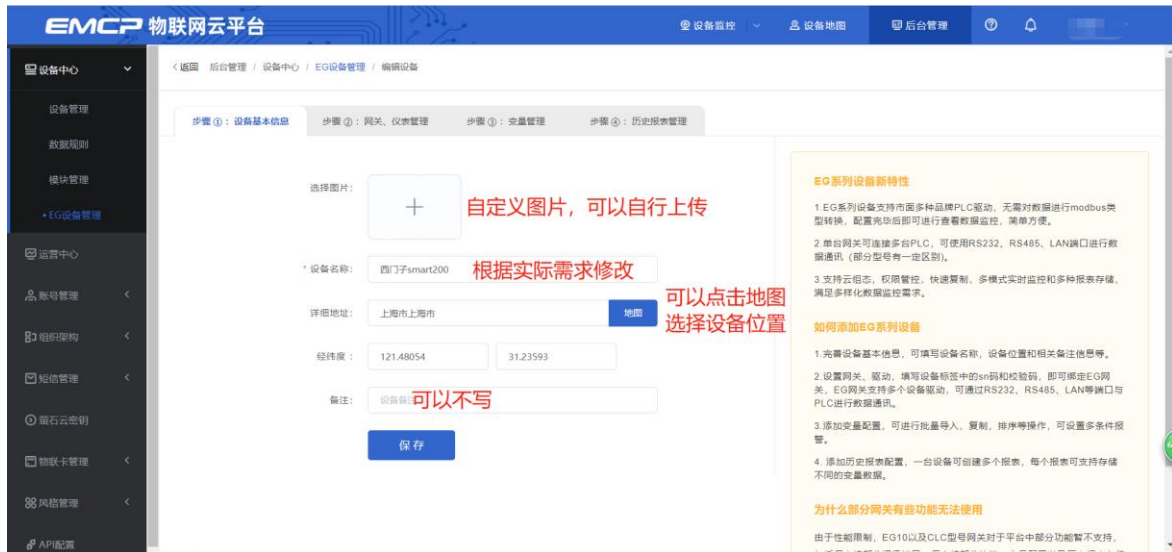 EMCP 物联网云平台
设备监控
设备地图
后台管理
设备中心
设备管理
数据规则
模块管理
• EG设备管理
运营中心
账号管理
组织架构
短信管理
萤石云密钥
物联卡管理
风格管理
API配置
< 返回 后台管理 / 设备中心 / EG设备管理 / 编辑设备
步骤 ①：设备基本信息
步骤 ②：网关、仪表管理
步骤 ③：变量管理
步骤 ④：历史报表管理
选择图片：
自定义图片，可以自行上传
* 设备名称： 西门子smart200
根据实际需求修改
详细地址： 上海市上海市 地图
可以点击地图
选择设备位置
经纬度： 121.48054 31.23593
备注：
可以不写
保存
EG系列设备新特性
1.EG系列设备支持市面多种品牌PLC驱动，无需对数据进行modbus类
型转换，配置完毕后即可进行查看数据监控，简单方便。
2.单台网关可连接多台PLC，可使用RS232、RS485、LAN端口进行数
据通讯（部分型号有一定区别）。
3.支持云组态，权限管控，快速复制，多模式实时监控和多种报表存储，
满足多样化数据监控需求。
如何添加EG系列设备
1.完善设备基本信息，可填写设备名称，设备位置和相关备注信息等。
2.设置网关、驱动，填写设备标签中的sn码和校验码，即可绑定EG网
关，EG网关支持多个设备驱动，可通过RS232、RS485、LAN等端口与
PLC进行数据通讯。
3.添加变量配置，可进行批量导入，复制，排序等操作，可设置多条件报
警。
4. 添加历史报表配置，一台设备可创建多个报表，每个报表可支持存储
不同的变量数据。
为什么部分网关有些功能无法使用
由于性能限制，EG10以及CLC型号网关对于平台中部分功能暂不支持，